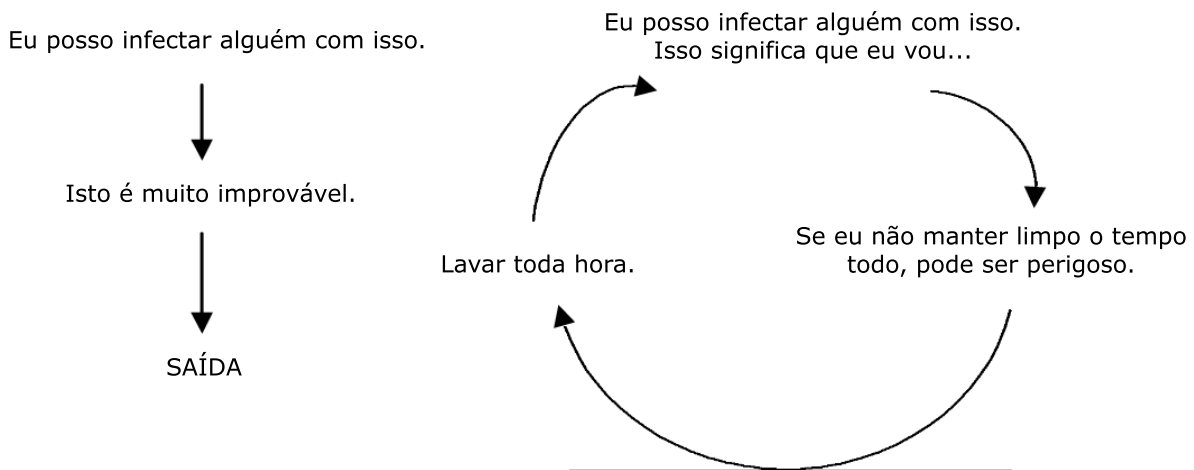 Eu posso infectar alguém com isso.
Isto é muito improvável.
SAÍDA
Eu posso infectar alguém com isso.
Isso significa que eu vou...
Se eu não manter limpo o tempo
todo, pode ser perigoso.
Lavar toda hora.